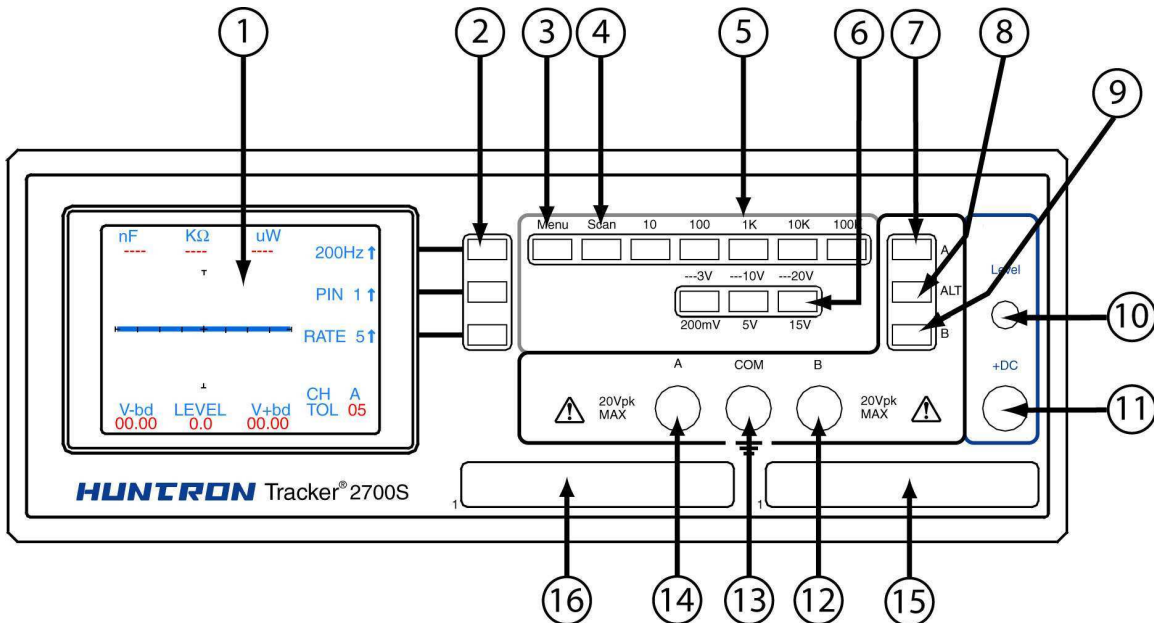 1 2 3 4 5 6 7 8
9
nF KΩ uW
---- ---- ----
200Hz↑
PIN 1↑
RATE 5↑
CH A
V-bd LEVEL V+bd TOL 05
00.00 0.0 00.00
Menu Scan 10 100 1K 10K 100K
---3V ---10V ---20V
200mV 5V 15V
A
ALT
B
Level
10
+DC
11
A COM B
20Vpk MAX
20Vpk MAX
HUNTRON Tracker® 2700S
1 1
16 14 13 12 15